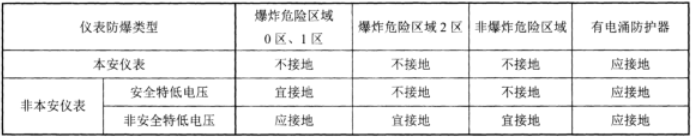 仪表防爆类型 爆炸危险区域 0区、1区 爆炸危险区域2区 非爆炸危险区域 有电涌防护器
本安仪表 不接地 不接地 不接地 应接地
非本安仪表 安全特低电压 宜接地 不接地 不接地 应接地
非安全特低电压 应接地 宜接地 宜接地 应接地